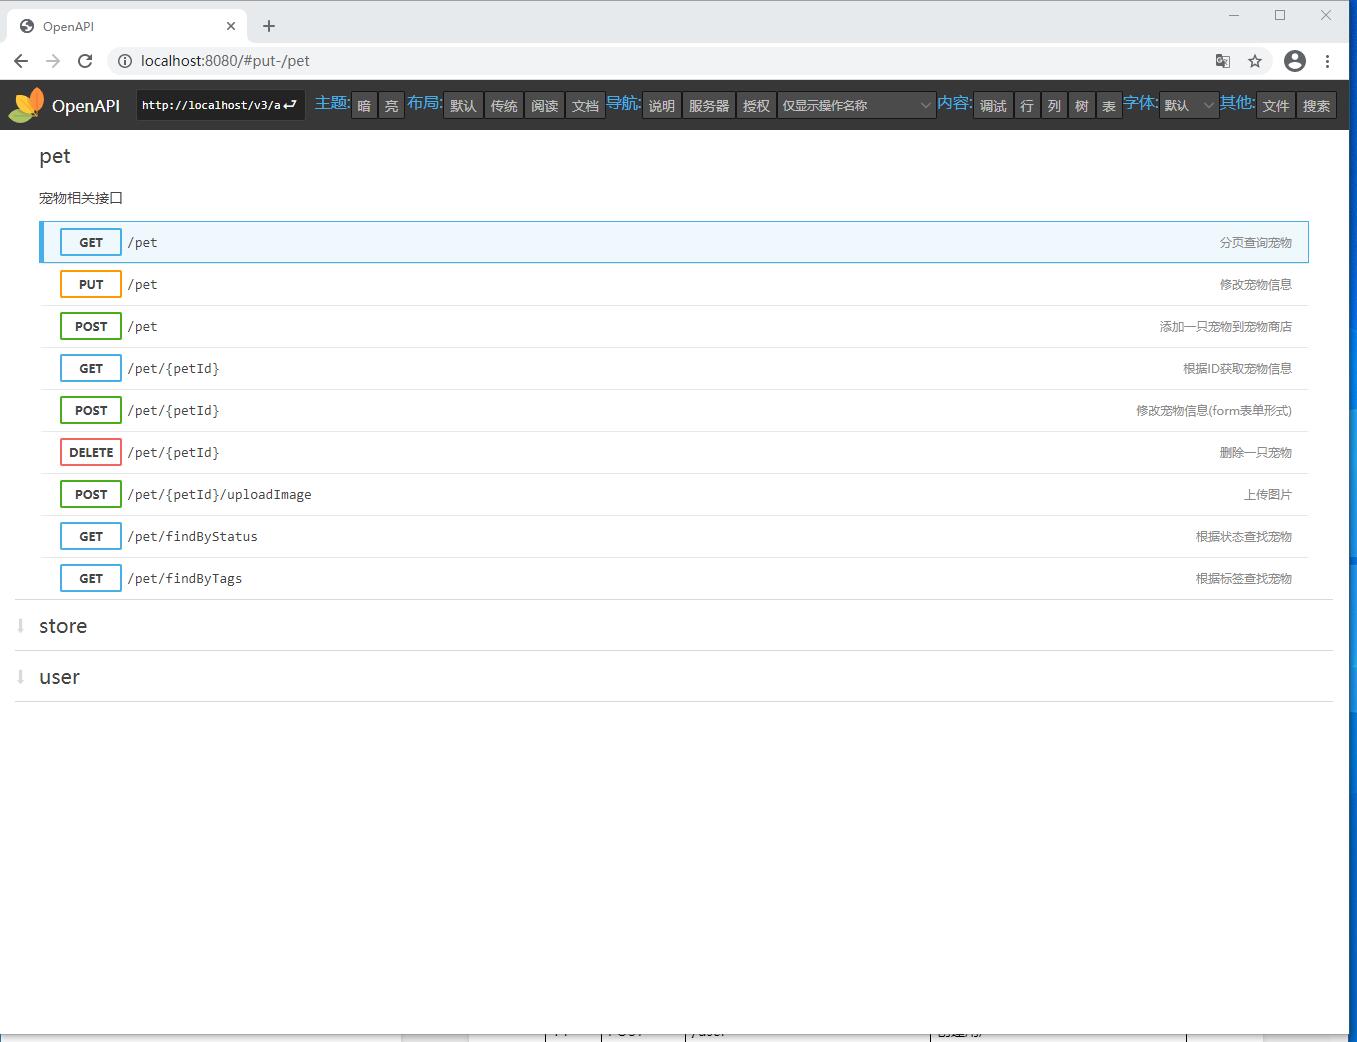 OpenAPI
localhost:8080/#put-/pet
OpenAPI http://localhost/v3/a 主题: 暗 亮 布局: 默认 传统 阅读 文档 导航: 说明 服务器 授权 仅显示操作名称 内容: 调试 行 列 树 表 字体: 默认 其他: 文件 搜索
pet
宠物相关接口
GET /pet 分页查询宠物
PUT /pet 修改宠物信息
POST /pet 添加一只宠物到宠物商店
GET /pet/{petId} 根据ID获取宠物信息
POST /pet/{petId} 修改宠物信息(form表单形式)
DELETE /pet/{petId} 删除一只宠物
POST /pet/{petId}/uploadImage 上传图片
GET /pet/findByStatus 根据状态查找宠物
GET /pet/findByTags 根据标签查找宠物
store
user